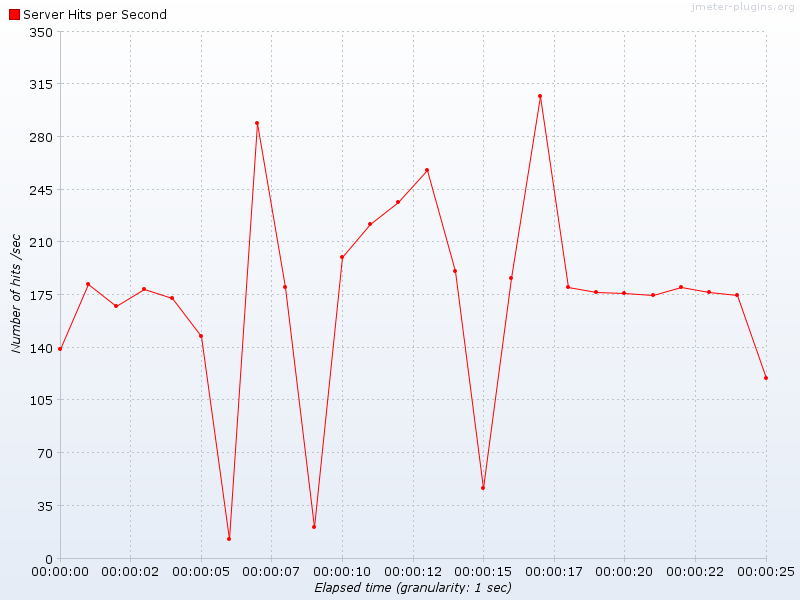 jmeter-plugins.org
Server Hits per Second
350
315
280
245
210
175
140
105
70
35
0
Number of hits /sec
00:00:00 00:00:02 00:00:05 00:00:07 00:00:10 00:00:12 00:00:15 00:00:17 00:00:20 00:00:22 00:00:25
Elapsed time (granularity: 1 sec)